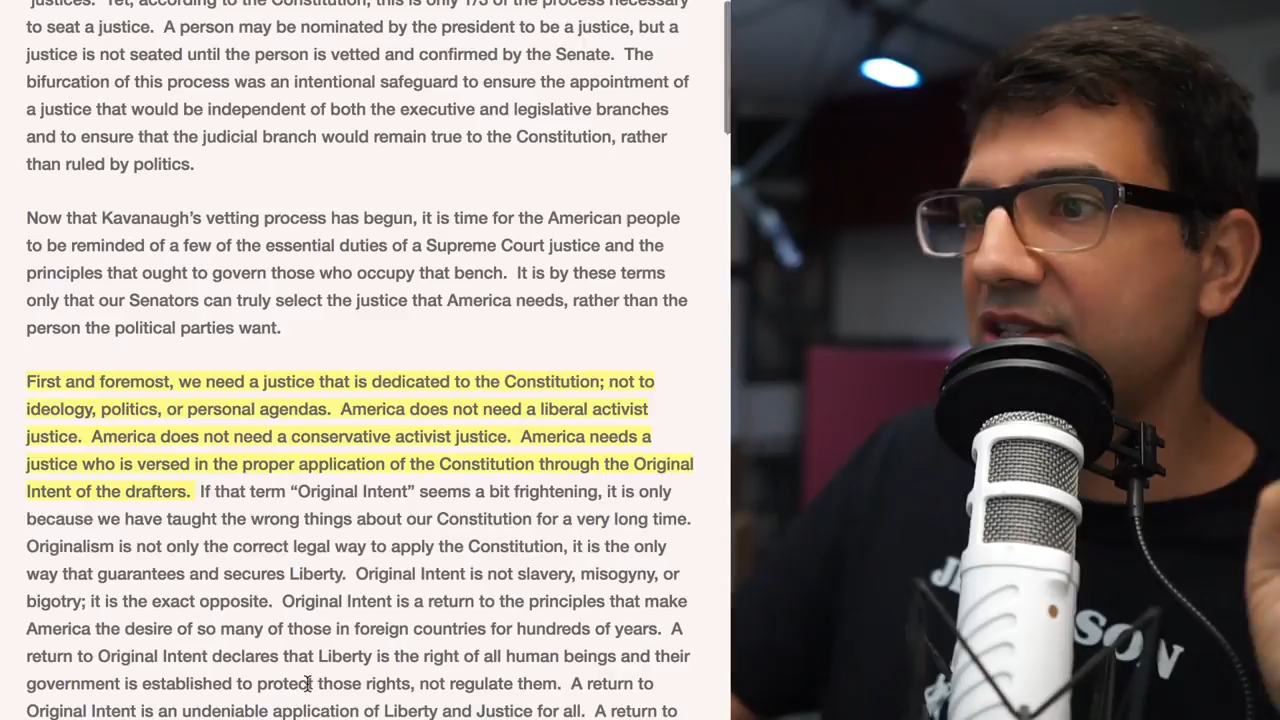 "justices."  Yet, according to the Constitution, this is only 1/3 of the process necessary
to seat a justice.  A person may be nominated by the president to be a justice, but a
justice is not seated until the person is vetted and confirmed by the Senate.  The
bifurcation of this process was an intentional safeguard to ensure the appointment of
a justice that would be independent of both the executive and legislative branches
and to ensure that the judicial branch would remain true to the Constitution, rather
than ruled by politics.
Now that Kavanaugh’s vetting process has begun, it is time for the American people
to be reminded of a few of the essential duties of a Supreme Court justice and the
principles that ought to govern those who occupy that bench.  It is by these terms
only that our Senators can truly select the justice that America needs, rather than the
person the political parties want.
First and foremost, we need a justice that is dedicated to the Constitution; not to
ideology, politics, or personal agendas.  America does not need a liberal activist
justice.  America does not need a conservative activist justice.  America needs a
justice who is versed in the proper application of the Constitution through the Original
Intent of the drafters.  If that term “Original Intent” seems a bit frightening, it is only
because we have taught the wrong things about our Constitution for a very long time.
Originalism is not only the correct legal way to apply the Constitution, it is the only
way that guarantees and secures Liberty.  Original Intent is not slavery, misogyny, or
bigotry; it is the exact opposite.  Original Intent is a return to the principles that make
America the desire of so many of those in foreign countries for hundreds of years.  A
return to Original Intent declares that Liberty is the right of all human beings and their
government is established to protect those rights, not regulate them.  A return to
Original Intent is an undeniable application of Liberty and Justice for all.  A return to
SON